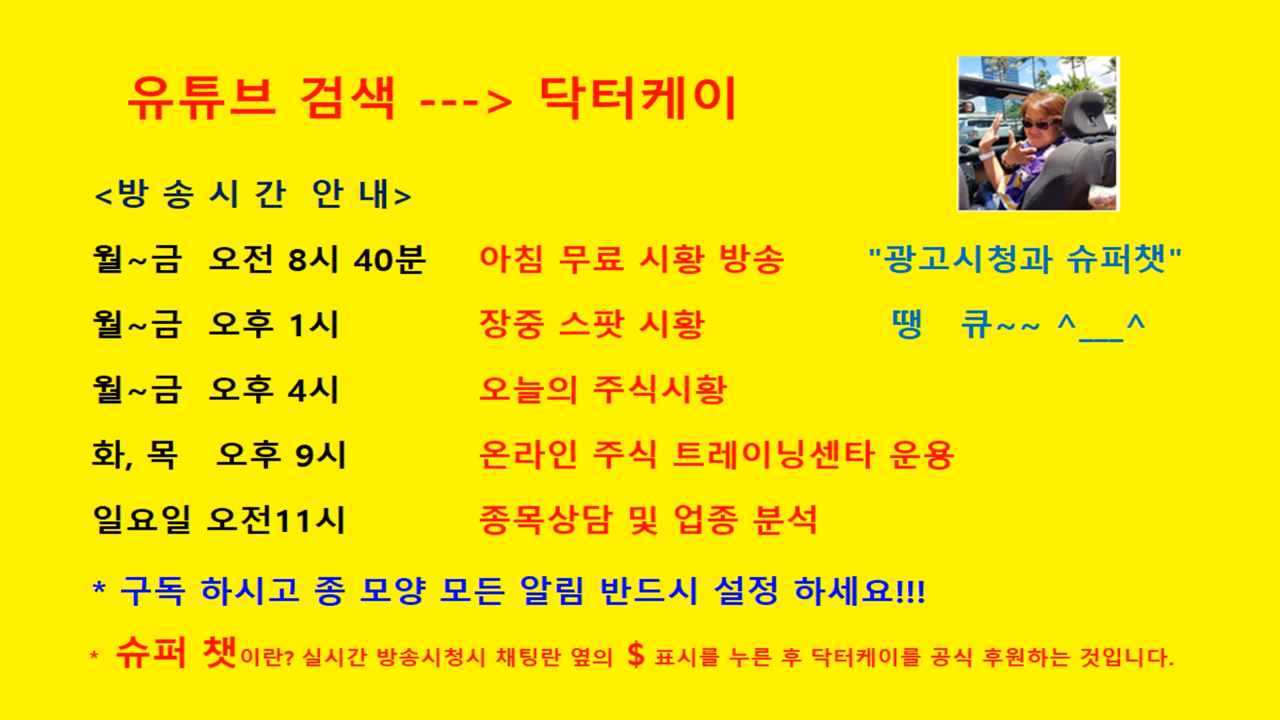 유튜브 검색 ---> 닥터케이
<방 송 시 간 안 내>
월~금 오전 8시 40분 아침 무료 시황 방송 "광고시청과 슈퍼챗"
월~금 오후 1시 장중 스팟 시황 땡 큐~~ ^___^
월~금 오후 4시 오늘의 주식시황
화, 목 오후 9시 온라인 주식 트레이닝센타 운용
일요일 오전11시 종목상담 및 업종 분석
* 구독 하시고 종 모양 모든 알림 반드시 설정 하세요!!!
* 슈퍼 챗이란? 실시간 방송시청시 채팅란 옆의 $ 표시를 누른 후 닥터케이를 공식 후원하는 것입니다.